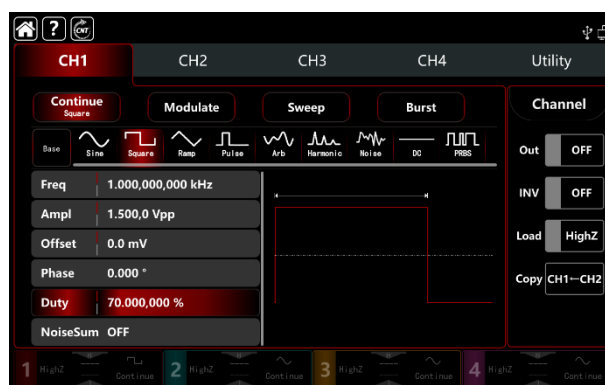 ? CNT
CH1 CH2 CH3 CH4 Utility
Continue
Square
Modulate Sweep Burst Channel
Base Sine Square Ramp Pulse Arb Harmonic Noise DC PRBS
Out OFF
Freq 1.000,000,000 kHz
INV OFF
Ampl 1.500,0 Vpp
Offset 0.0 mV
Load HighZ
Phase 0.000 °
Copy CH1←CH2
Duty 70.000,000 %
NoiseSum OFF
1 HighZ Continue 2 HighZ Continue 3 HighZ Continue 4 HighZ Continue